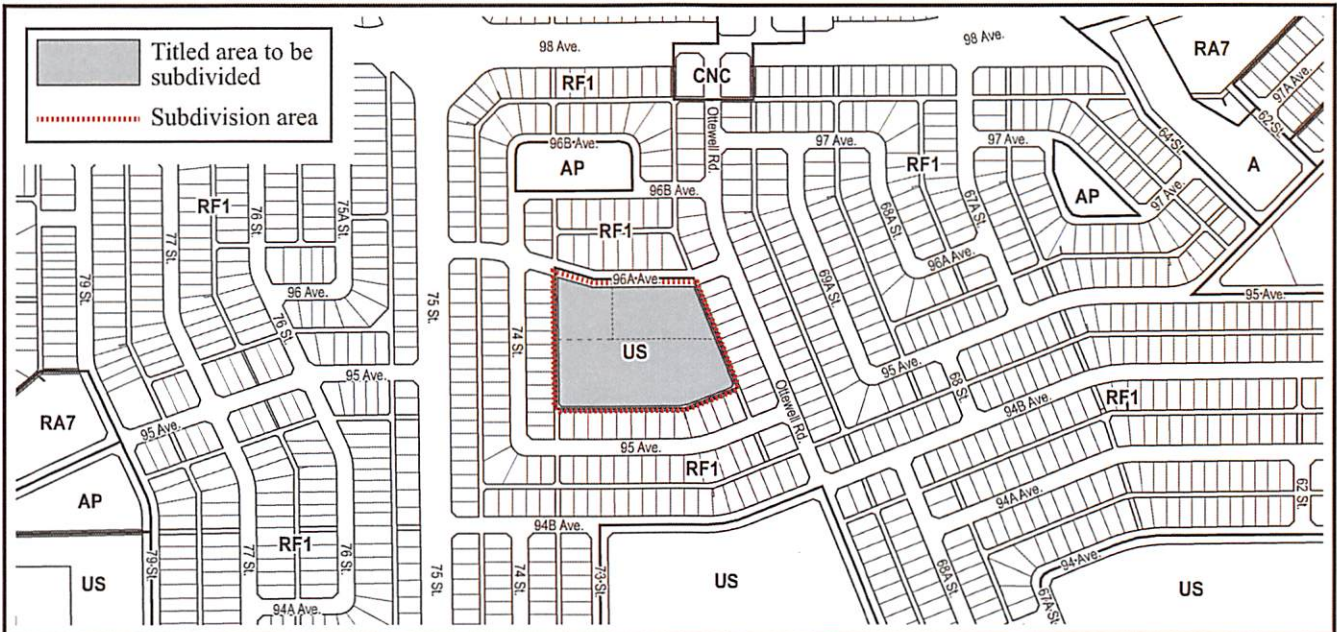 Titled area to be
subdivided
Subdivision area
98 Ave.
98 Ave.
RA7
97A Ave.
62 St.
CNC
RF1
Ottewell Rd.
64 St.
A
96B Ave.
AP
97 Ave.
RF1
97 Ave.
AP
97 Ave.
96B Ave.
RF1
76 St.
75A St.
77 St.
RF1
68A St.
67A St.
96A Ave.
79 St.
96 Ave.
76 St.
75 St.
74 St.
96A Ave.
US
69A St.
95 Ave.
95 Ave.
95 Ave.
68 St.
Ottewell Rd.
94B Ave.
RF1
RA7
95 Ave.
95 Ave.
RF1
94A Ave.
62 St.
AP
RF1
94B Ave.
79 St.
77 St.
76 St.
75 St.
74 St.
73 St.
US
US
68A St.
94 Ave.
67A St.
US
94A Ave.